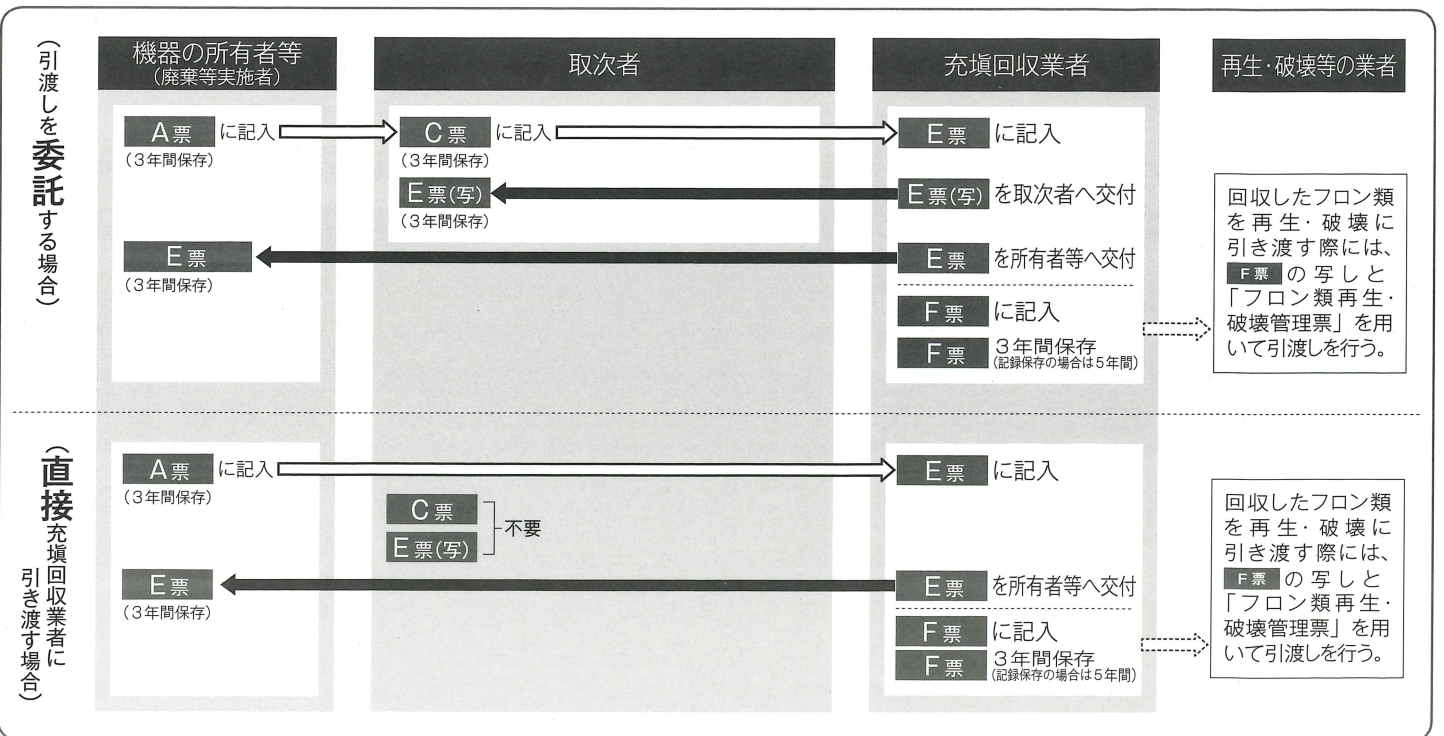 (引渡しを委託する場合)
機器の所有者等
(廃棄等実施者)
取次者
充塡回収業者
再生・破壊等の業者
A票 に記入
(3年間保存)
C票 に記入
(3年間保存)
E票 に記入
E票(写)
(3年間保存)
E票(写) を取次者へ交付
E票
(3年間保存)
E票 を所有者等へ交付
F票 に記入
F票 3年間保存
(記録保存の場合は5年間)
回収したフロン類
を再生・破壊に
引き渡す際には、
F票 の写しと
「フロン類再生・
破壊管理票」を用
いて引渡しを行う。
(直接充塡回収業者に
引き渡す場合)
A票 に記入
(3年間保存)
E票 に記入
C票
E票(写)
不要
E票
(3年間保存)
E票 を所有者等へ交付
F票 に記入
F票 3年間保存
(記録保存の場合は5年間)
回収したフロン類
を再生・破壊に
引き渡す際には、
F票 の写しと
「フロン類再生・
破壊管理票」を用
いて引渡しを行う。